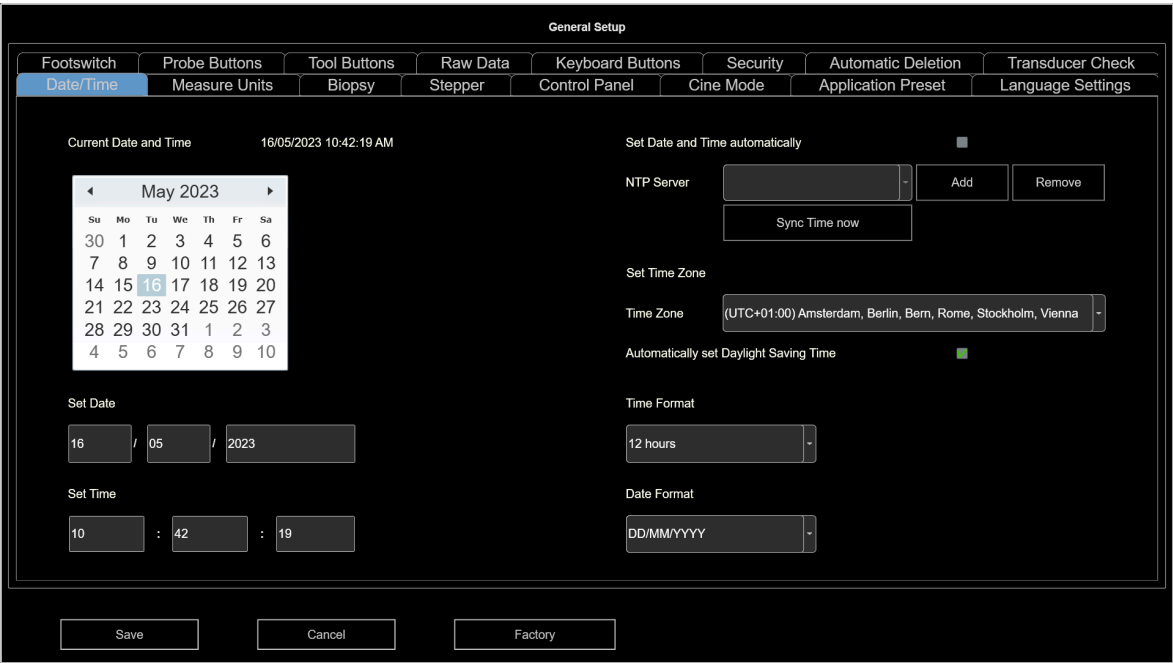 General Setup
Footswitch Probe Buttons Tool Buttons Raw Data Keyboard Buttons Security Automatic Deletion Transducer Check
Date/Time Measure Units Biopsy Stepper Control Panel Cine Mode Application Preset Language Settings
Current Date and Time 16/05/2023 10:42:19 AM
May 2023
Su Mo Tu We Th Fr Sa
30 1 2 3 4 5 6
7 8 9 10 11 12 13
14 15 16 17 18 19 20
21 22 23 24 25 26 27
28 29 30 31 1 2 3
4 5 6 7 8 9 10
Set Date
16 / 05 / 2023
Set Time
10 : 42 : 19
Set Date and Time automatically
NTP Server Add Remove
Sync Time now
Set Time Zone
Time Zone (UTC+01:00) Amsterdam, Berlin, Bern, Rome, Stockholm, Vienna
Automatically set Daylight Saving Time
Time Format
12 hours
Date Format
DD/MM/YYYY
Save Cancel Factory